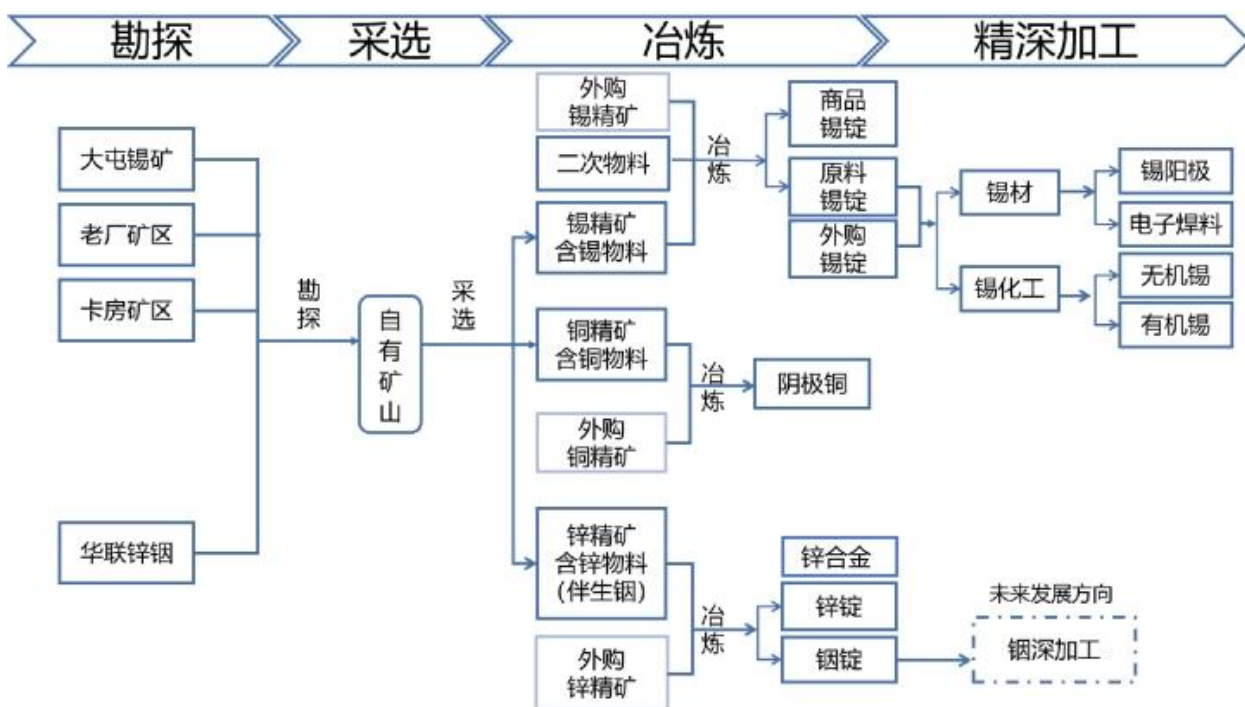 勘探
采选
冶炼
精深加工
大屯锡矿
老厂矿区
卡房矿区
华联锌铟
勘
探
自
有
矿
山
采
选
外购
锡精矿
二次物料
锡精矿
含锡物料
冶
炼
商品
锡锭
原料
锡锭
外购
锡锭
锡材
锡化工
锡阳极
电子焊料
无机锡
有机锡
铜精矿
含铜物料
外购
铜精矿
冶
炼
阴极铜
锌精矿
含锌物料
(伴生铟)
外购
锌精矿
冶
炼
锌合金
锌锭
铟锭
未来发展方向
铟深加工